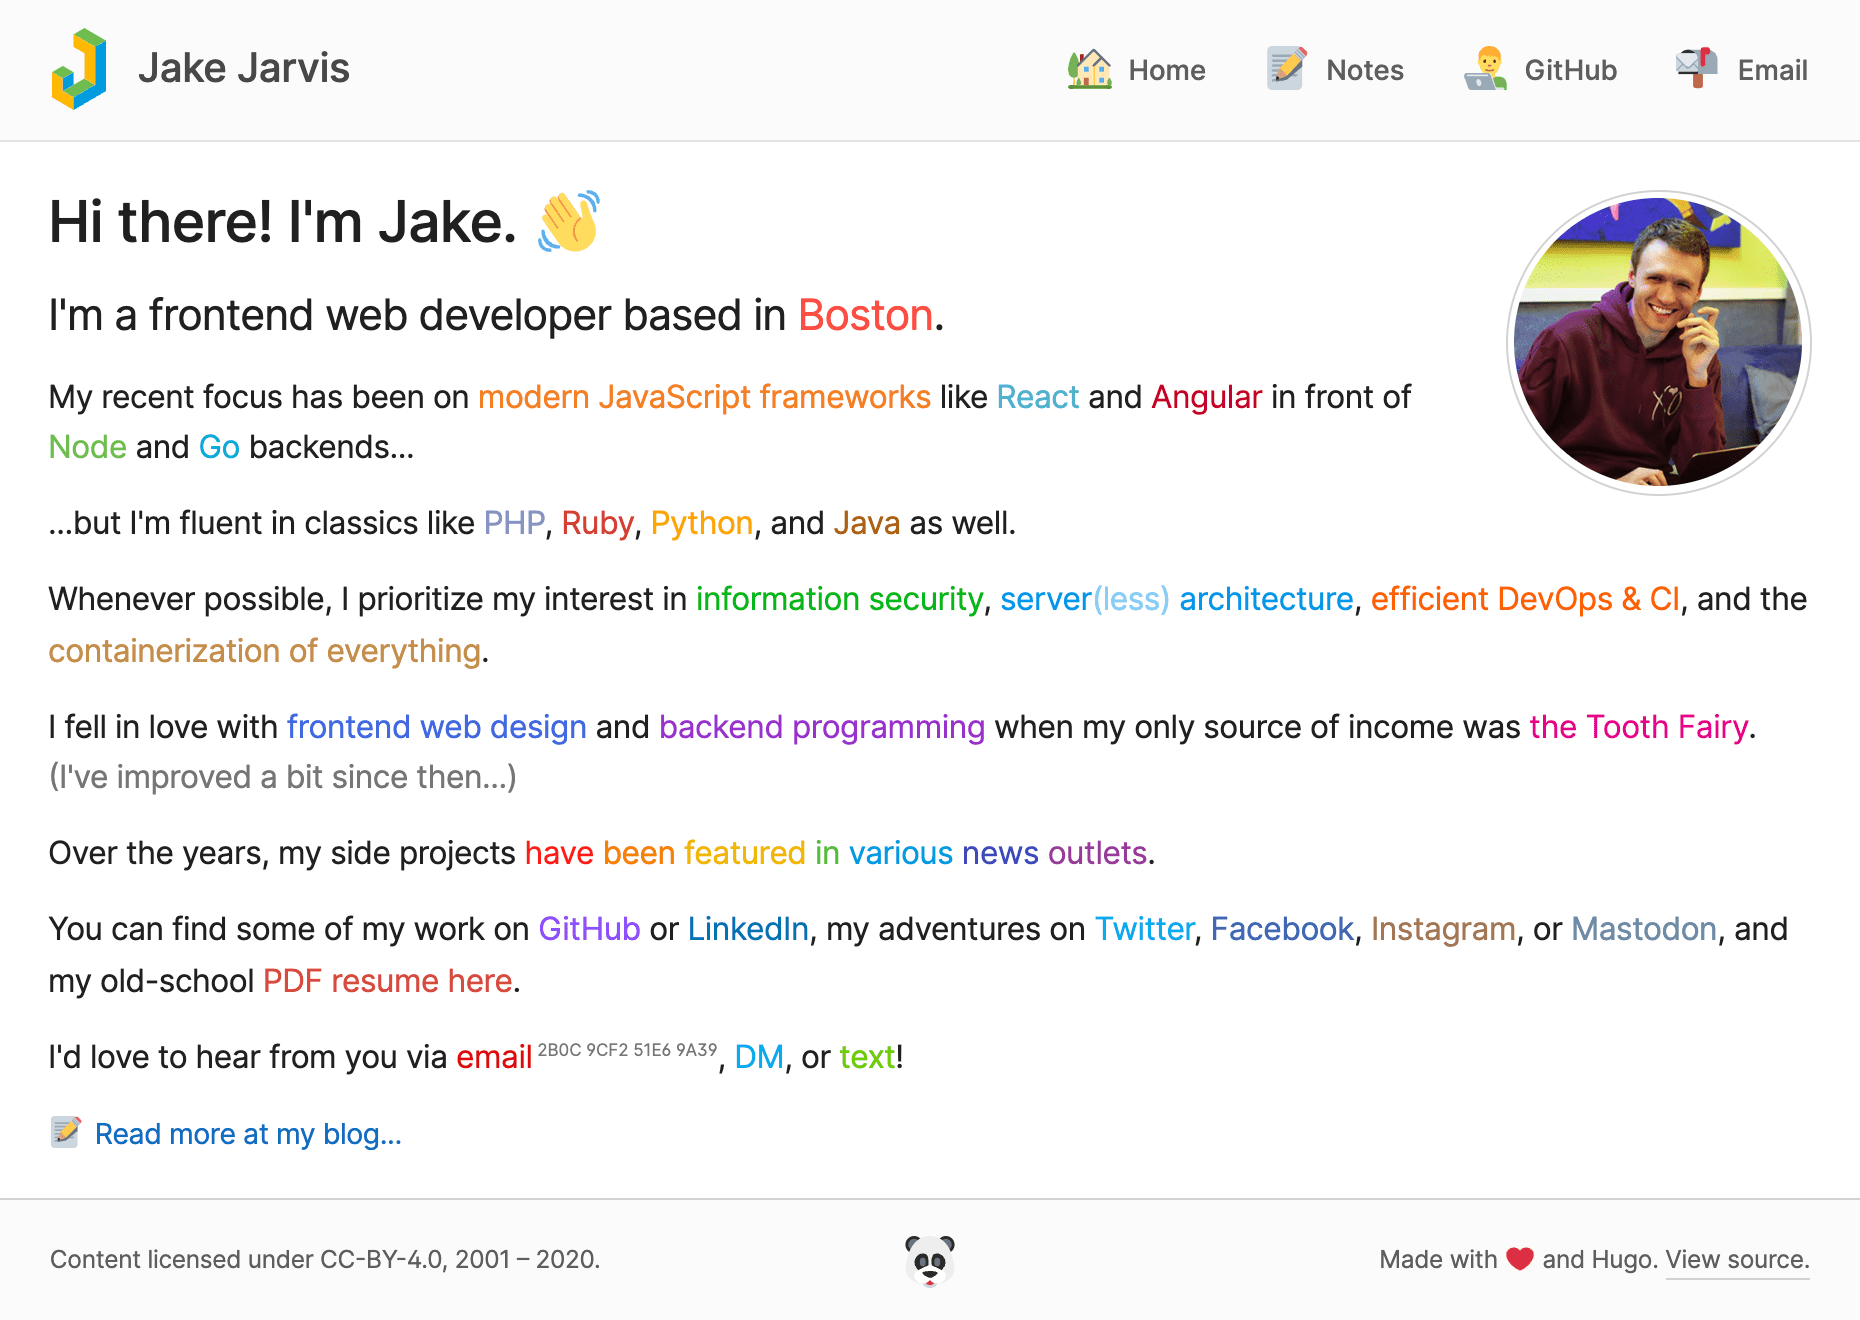 Jake Jarvis
Home
Notes
GitHub
Email
Hi there! I'm Jake.
I'm a frontend web developer based in Boston.
My recent focus has been on modern JavaScript frameworks like React and Angular in front of
Node and Go backends...
...but I'm fluent in classics like PHP, Ruby, Python, and Java as well.
Whenever possible, I prioritize my interest in information security, server(less) architecture, efficient DevOps & CI, and the
containerization of everything.
I fell in love with frontend web design and backend programming when my only source of income was the Tooth Fairy.
(I've improved a bit since then...)
Over the years, my side projects have been featured in various news outlets.
You can find some of my work on GitHub or LinkedIn, my adventures on Twitter, Facebook, Instagram, or Mastodon, and
my old-school PDF resume here.
I'd love to hear from you via email 2B0C 9CF2 51E6 9A39, DM, or text!
Read more at my blog...
Content licensed under CC-BY-4.0, 2001 – 2020.
Made with ❤️ and Hugo. View source.